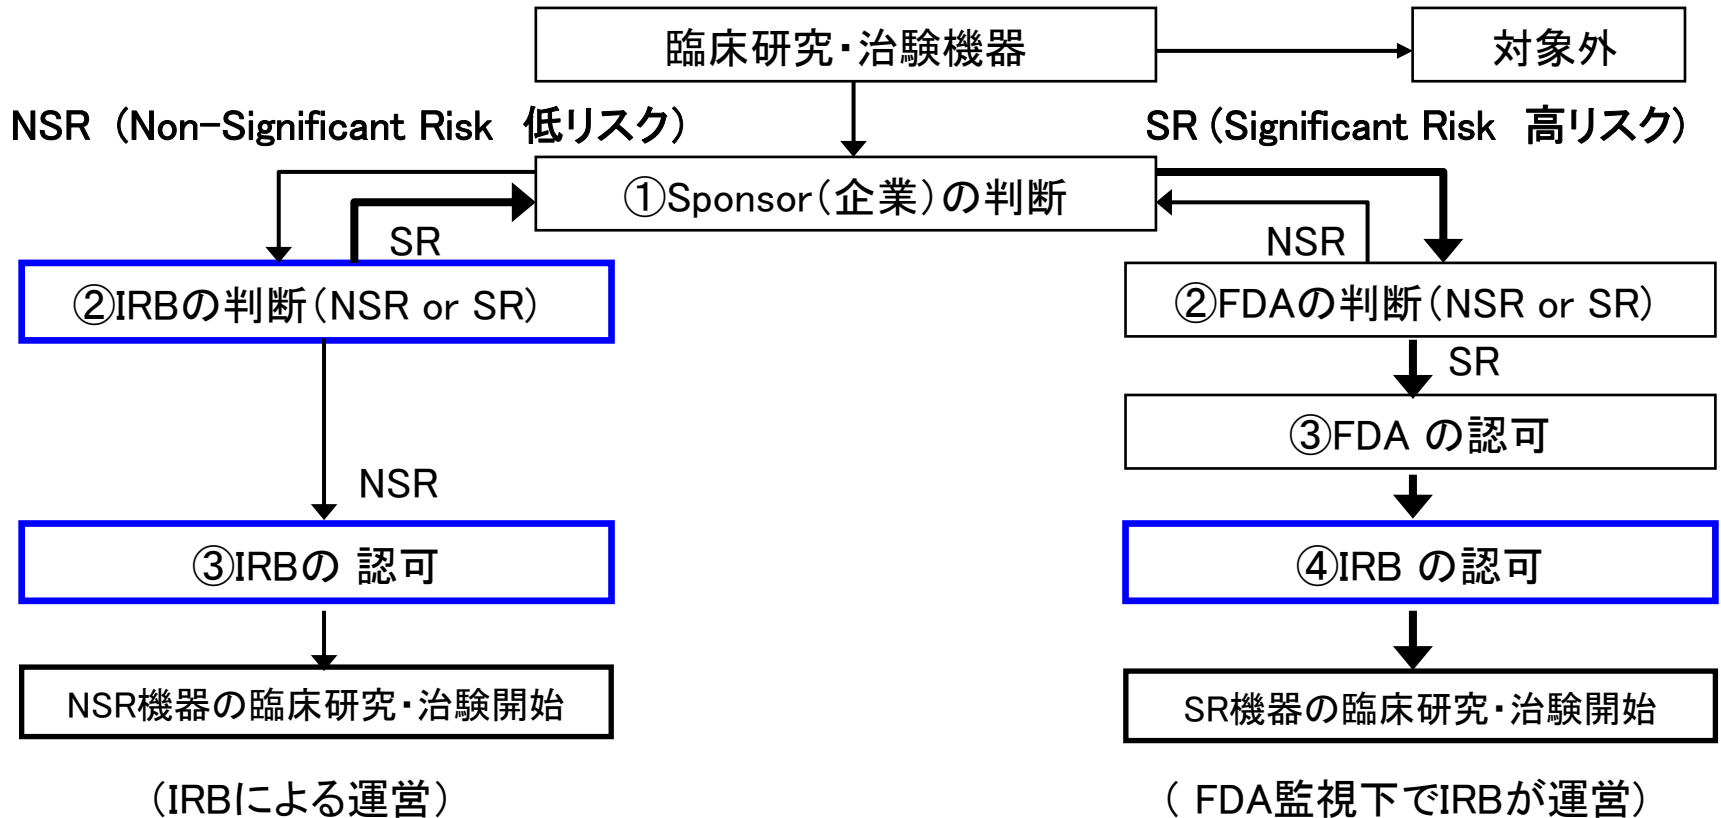 臨床研究・治験機器
対象外
NSR (Non-Significant Risk 低リスク)
SR (Significant Risk 高リスク)
①Sponsor(企業)の判断
SR
NSR
②IRBの判断(NSR or SR)
②FDAの判断(NSR or SR)
SR
③FDA の認可
NSR
③IRBの 認可
④IRB の認可
NSR機器の臨床研究・治験開始
SR機器の臨床研究・治験開始
(IRBによる運営)
( FDA監視下でIRBが運営)